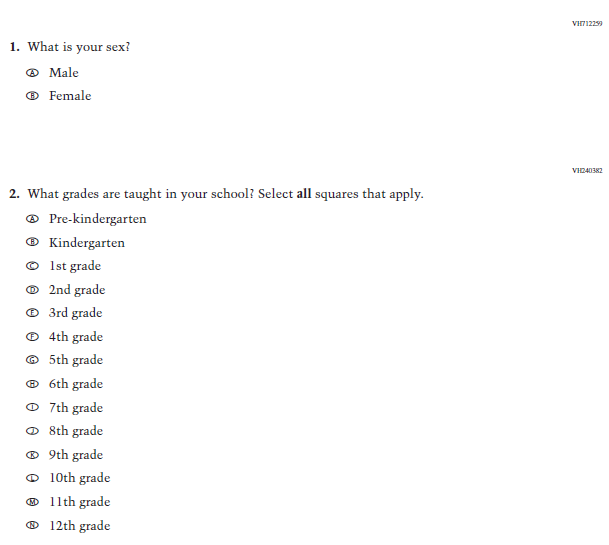 VH712259
1. What is your sex?
Ⓐ Male
Ⓑ Female
VH240382
2. What grades are taught in your school? Select all squares that apply.
Ⓐ Pre-kindergarten
Ⓑ Kindergarten
Ⓒ 1st grade
Ⓓ 2nd grade
Ⓔ 3rd grade
Ⓕ 4th grade
Ⓖ 5th grade
Ⓗ 6th grade
Ⓘ 7th grade
Ⓙ 8th grade
Ⓚ 9th grade
Ⓛ 10th grade
Ⓜ 11th grade
Ⓝ 12th grade